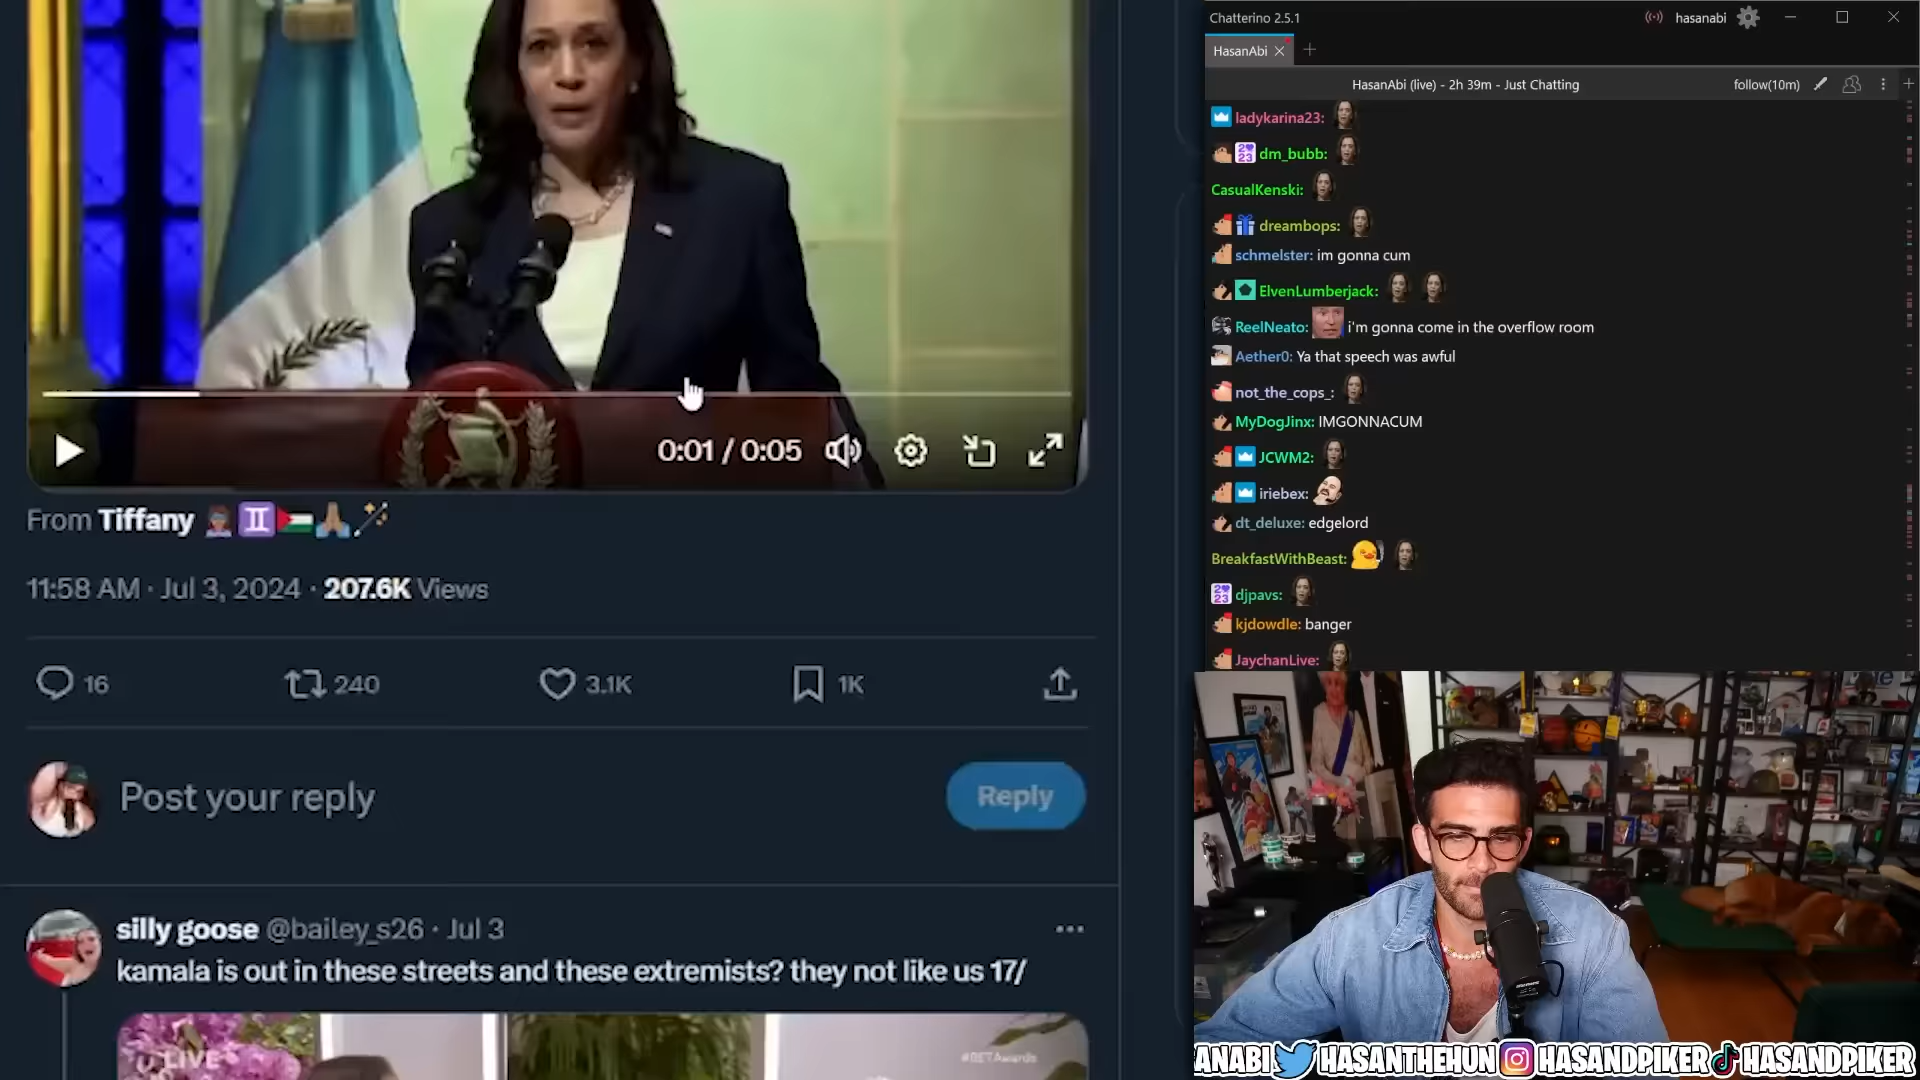 0:01 / 0:05
From Tiffany
11:58 AM · Jul 3, 2024 · 207.6K Views
16
240
3.1K
1K
Post your reply
Reply
silly goose @bailey_s26 · Jul 3
kamala is out in these streets and these extremists? they not like us 17/
LIVE
#BETAwards
Chatterino 2.5.1
hasanabi
HasanAbi
HasanAbi (live) - 2h 39m - Just Chatting
follow(10m)
ladykarina23:
dm_bubb:
CasualKenski:
dreambops:
schmelster: im gonna cum
ElvenLumberjack:
ReelNeato: i'm gonna come in the overflow room
Aether0: Ya that speech was awful
not_the_cops_:
MyDogJinx: IMGONNACUM
JCWM2:
iriebex:
dt_deluxe: edgelord
BreakfastWithBeast:
djpavs:
kjdowdle: banger
JaychanLive:
ANABI HASANTHEHUN HASANDPIKER HASANDPIKER